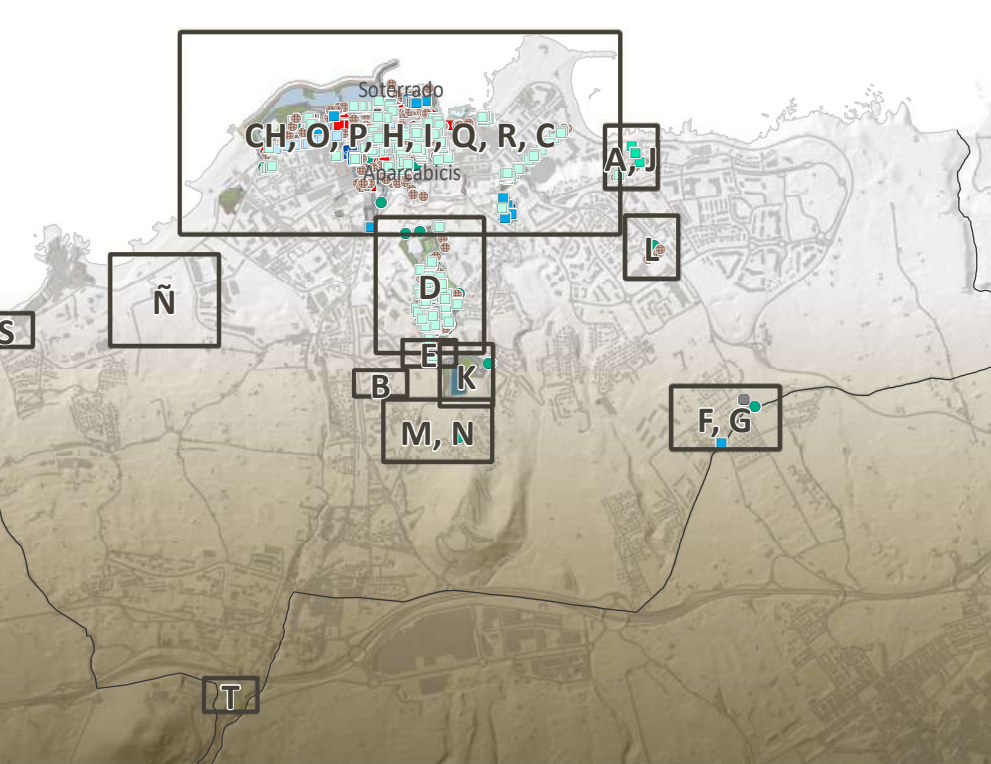 Soterrado
CH, O, P, H, I, Q, R, C
Aparcabicis
A, J
L
D
Ñ
S
E
K
B
F, G
M, N
T